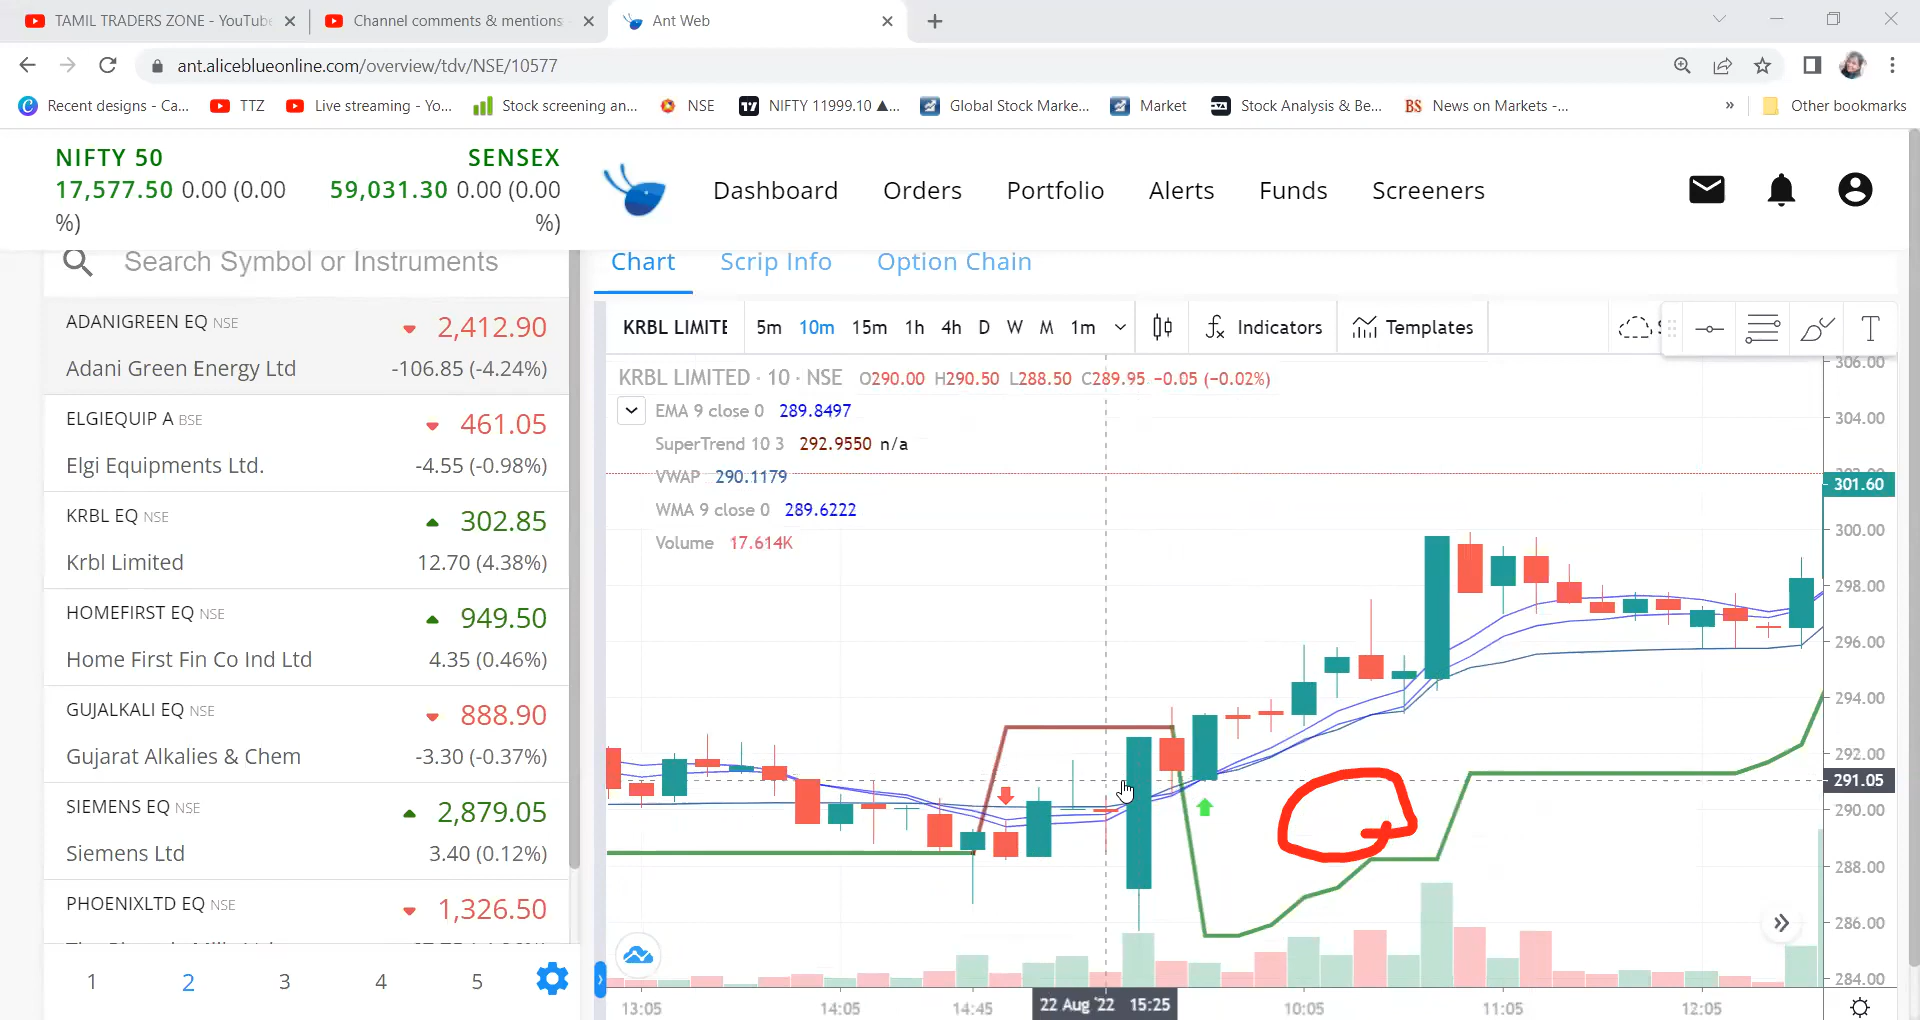 TAMIL TRADERS ZONE - YouTube
Channel comments & mentions
Ant Web
ant.aliceblueonline.com/overview/tdv/NSE/10577
Recent designs - Ca...
TTZ
Live streaming - Yo...
Stock screening an...
NSE
NIFTY 11999.10 ▲...
Global Stock Marke...
Market
Stock Analysis & Be...
BS News on Markets -...
»
Other bookmarks
NIFTY 50
17,577.50 0.00 (0.00
%)
SENSEX
59,031.30 0.00 (0.00
%)
Dashboard
Orders
Portfolio
Alerts
Funds
Screeners
Search Symbol or Instruments
ADANIGREEN EQ NSE
2,412.90
Adani Green Energy Ltd
-106.85 (-4.24%)
ELGIEQUIP A BSE
461.05
Elgi Equipments Ltd.
-4.55 (-0.98%)
KRBL EQ NSE
302.85
Krbl Limited
12.70 (4.38%)
HOMEFIRST EQ NSE
949.50
Home First Fin Co Ind Ltd
4.35 (0.46%)
GUJALKALI EQ NSE
888.90
Gujarat Alkalies & Chem
-3.30 (-0.37%)
SIEMENS EQ NSE
2,879.05
Siemens Ltd
3.40 (0.12%)
PHOENIXLTD EQ NSE
1,326.50
1 2 3 4 5
Chart
Scrip Info
Option Chain
KRBL LIMITE
5m 10m 15m 1h 4h D W M 1m
Indicators
Templates
T
KRBL LIMITED · 10 · NSE O290.00 H290.50 L288.50 C289.95 −0.05 (−0.02%)
EMA 9 close 0 289.8497
SuperTrend 10 3 292.9550 n/a
VWAP 290.1179
WMA 9 close 0 289.6222
Volume 17.614K
306.00
304.00
301.60
300.00
298.00
296.00
294.00
292.00
291.05
290.00
288.00
286.00
284.00
13:05
14:05
14:45
22 Aug '22 15:25
10:05
11:05
12:05